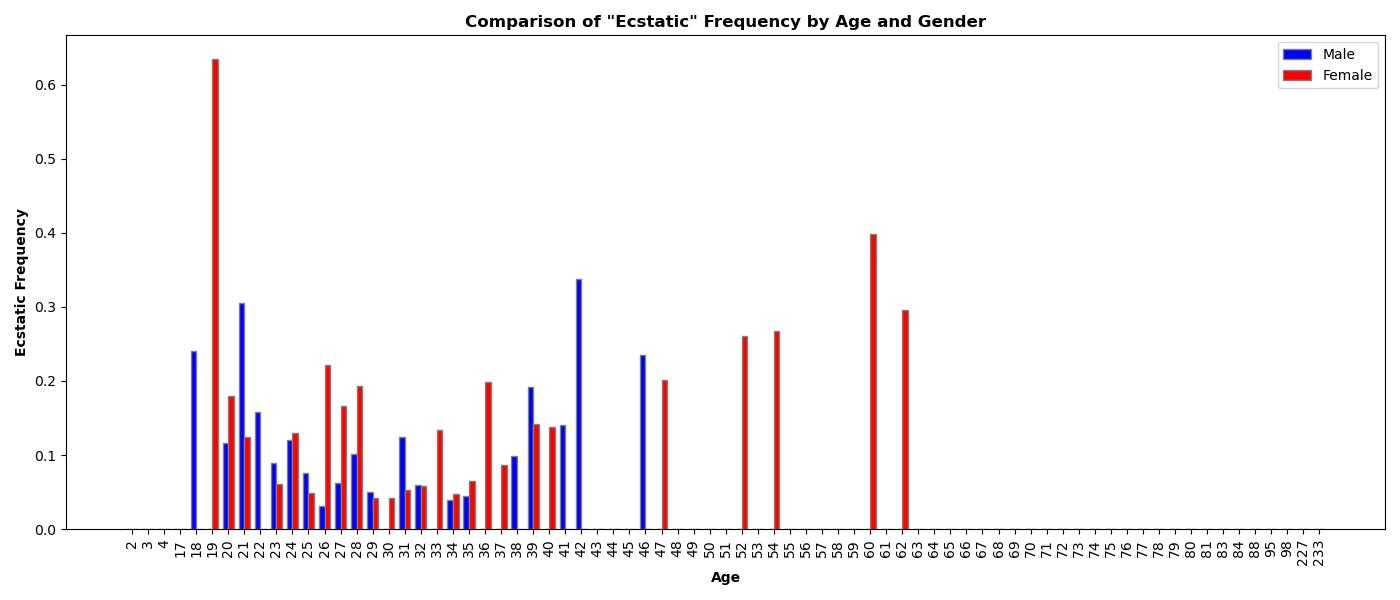 Comparison of "Ecstatic" Frequency by Age and Gender
Male
Female
Ecstatic Frequency
0.6
0.5
0.4
0.3
0.2
0.1
0.0
2 3 4 17 18 19 20 21 22 23 24 25 26 27 28 29 30 31 32 33 34 35 36 37 38 39 40 41 42 43 44 45 46 47 48 49 50 51 52 53 54 55 56 57 58 59 60 61 62 63 64 65 66 67 68 69 70 71 72 73 74 75 76 77 78 79 80 81 83 84 88 95 98 227 233
Age